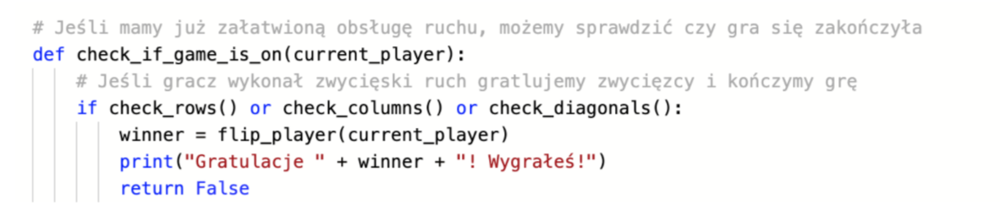 # Jeśli mamy już załatwioną obsługę ruchu, możemy sprawdzić czy gra się zakończyła
def check_if_game_is_on(current_player):
# Jeśli gracz wykonał zwycięski ruch gratlujemy zwycięzcy i kończymy grę
if check_rows() or check_columns() or check_diagonals():
winner = flip_player(current_player)
print("Gratulacje " + winner + "! Wygrałeś!")
return False